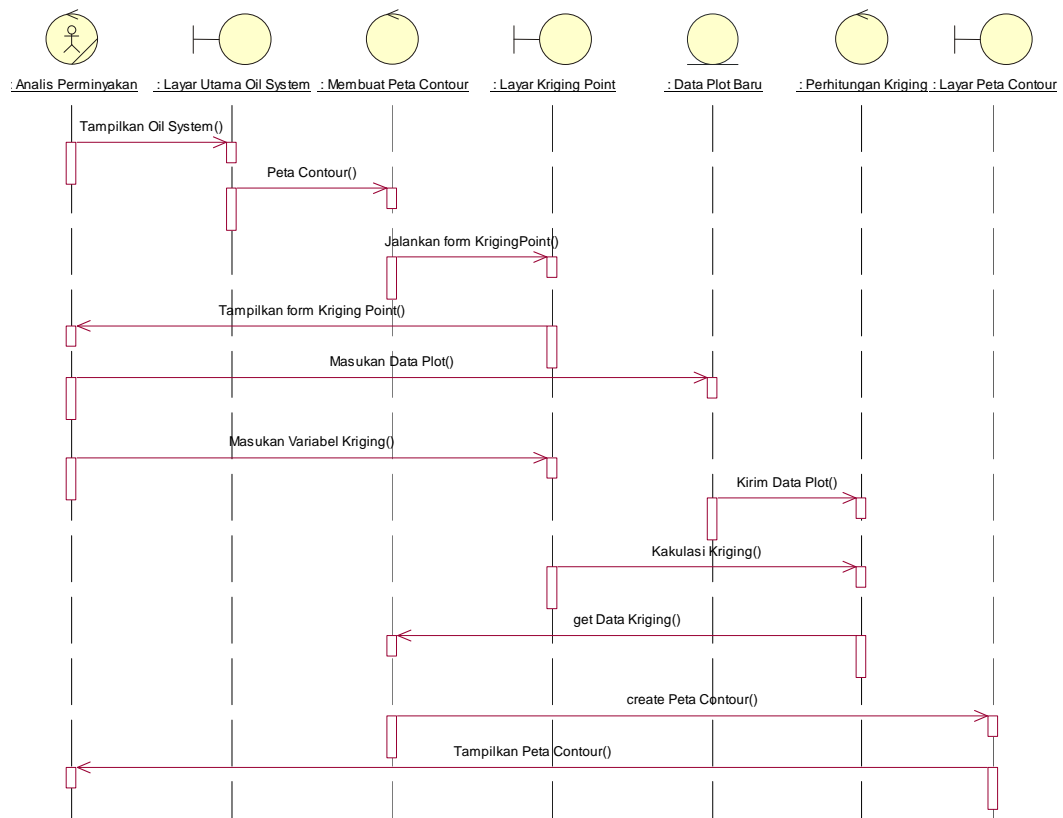 : Analis Perminyakan
: Layar Utama Oil System
: Membuat Peta Contour
: Layar Kriging Point
: Data Plot Baru
: Perhitungan Kriging
: Layar Peta Contour
Tampilkan Oil System()
Peta Contour()
Jalankan form KrigingPoint()
Tampilkan form Kriging Point()
Masukan Data Plot()
Masukan Variabel Kriging()
Kirim Data Plot()
Kakulasi Kriging()
get Data Kriging()
create Peta Contour()
Tampilkan Peta Contour()